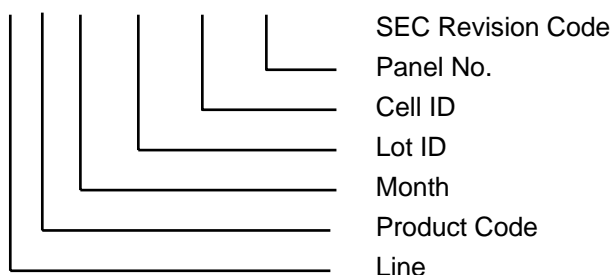 SEC Revision Code
Panel No.
Cell ID
Lot ID
Month
Product Code
Line